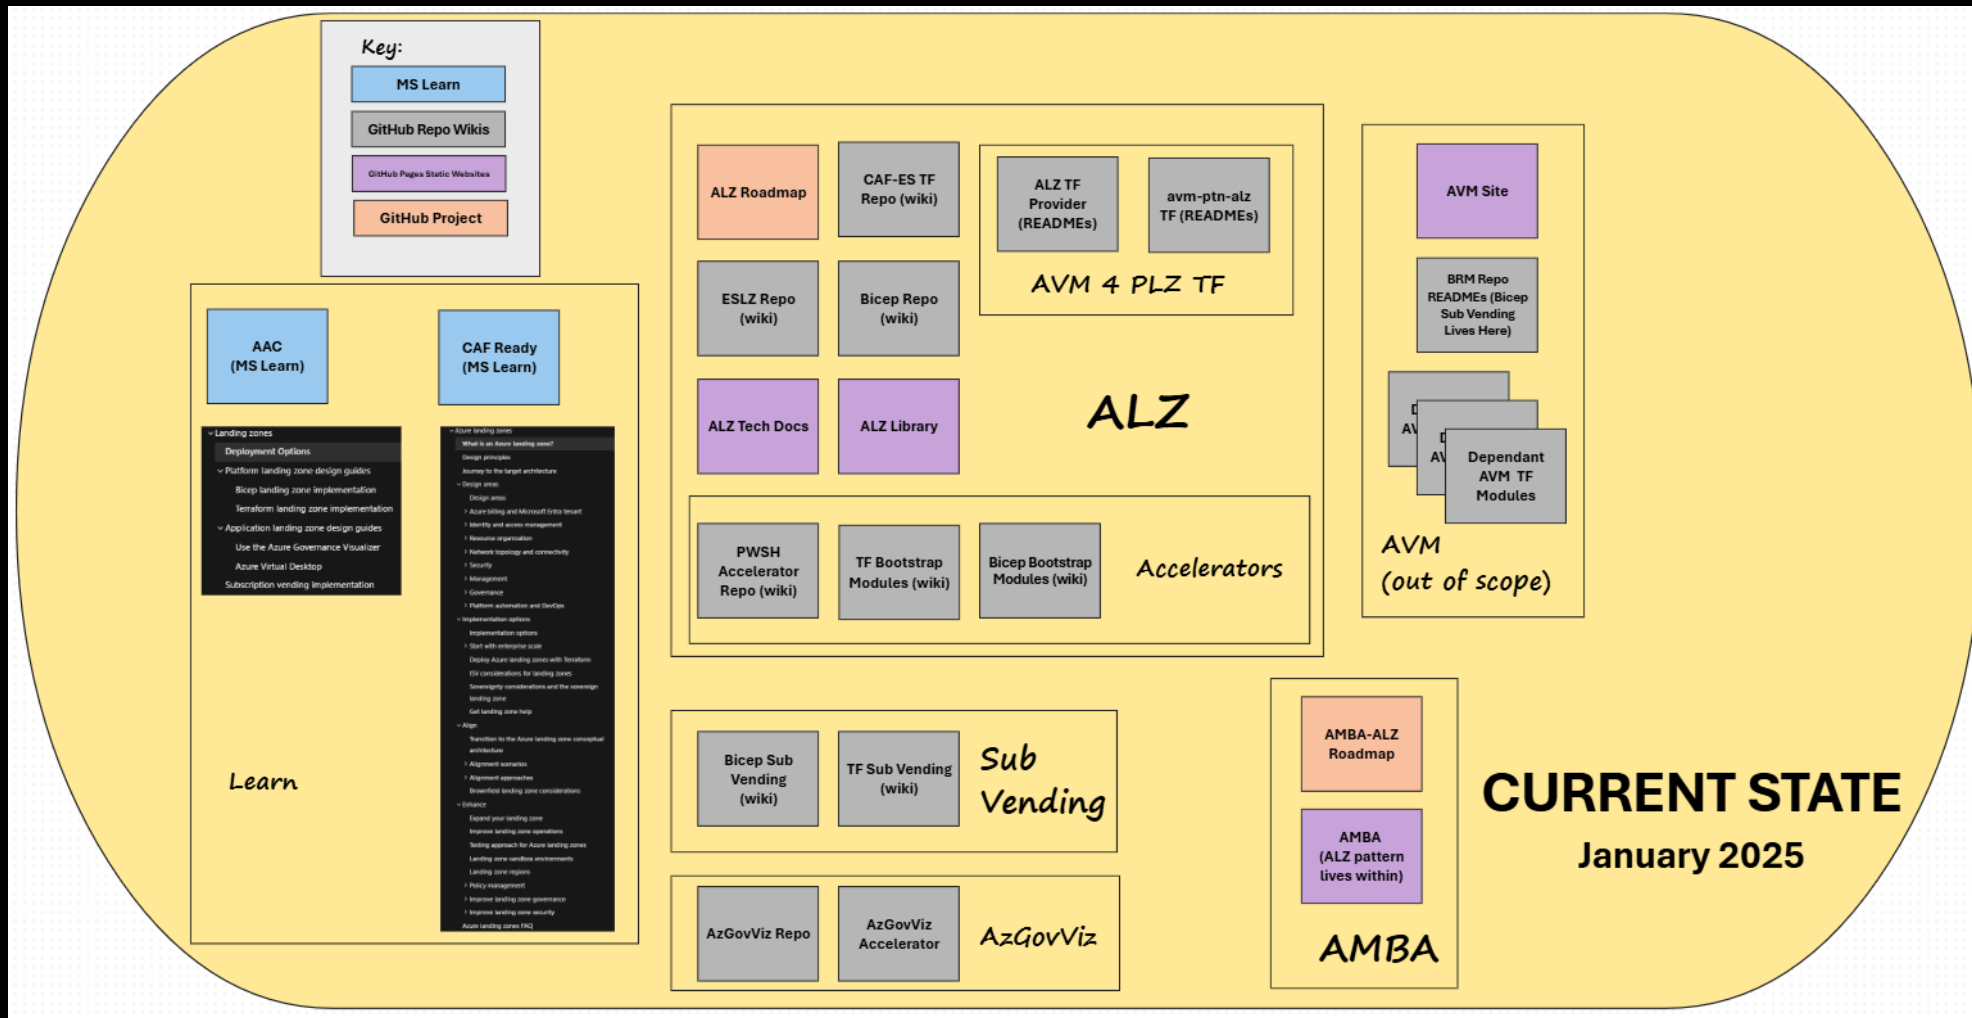 Key:
MS Learn
GitHub Repo Wikis
GitHub Pages Static Websites
GitHub Project
AAC
(MS Learn)
CAF Ready
(MS Learn)
Landing zones
Deployment Options
Platform landing zone design guides
Bicep landing zone implementation
Terraform landing zone implementation
Application landing zone design guides
Use the Azure Governance Visualizer
Azure Virtual Desktop
Subscription vending implementation
Azure landing zones
What is an Azure landing zone?
Design principles
Journey to the target architecture
Design areas
Design areas
Azure billing and Microsoft Entra tenant
Identity and access management
Resource organization
Network topology and connectivity
Security
Management
Governance
Platform automation and DevOps
Implementation options
Implementation options
Start with enterprise scale
Deploy Azure landing zones with Terraform
ISV considerations for landing zones
Sovereignty considerations and the sovereign
landing zone
Get landing zone help
Align
Transition to the Azure landing zone conceptual
architecture
Alignment scenarios
Alignment approaches
Brownfield landing zone considerations
Enhance
Expand your landing zone
Improve landing zone operations
Testing approach for Azure landing zones
Landing zone sandbox environments
Landing zone regions
Policy management
Improve landing zone governance
Improve landing zone security
Azure landing zones FAQ
Learn
ALZ Roadmap
CAF-ES TF
Repo (wiki)
ALZ TF
Provider
(READMEs)
avm-ptn-alz
TF (READMEs)
AVM 4 PLZ TF
ESLZ Repo
(wiki)
Bicep Repo
(wiki)
ALZ Tech Docs
ALZ Library
ALZ
PWSH
Accelerator
Repo (wiki)
TF Bootstrap
Modules (wiki)
Bicep Bootstrap
Modules (wiki)
Accelerators
Bicep Sub
Vending
(wiki)
TF Sub Vending
(wiki)
Sub
Vending
AzGovViz Repo
AzGovViz
Accelerator
AzGovViz
AVM Site
BRM Repo
READMEs (Bicep
Sub Vending
Lives Here)
D
AV
D
AV
Dependant
AVM TF
Modules
AVM
(out of scope)
AMBA-ALZ
Roadmap
AMBA
(ALZ pattern
lives within)
AMBA
CURRENT STATE
January 2025